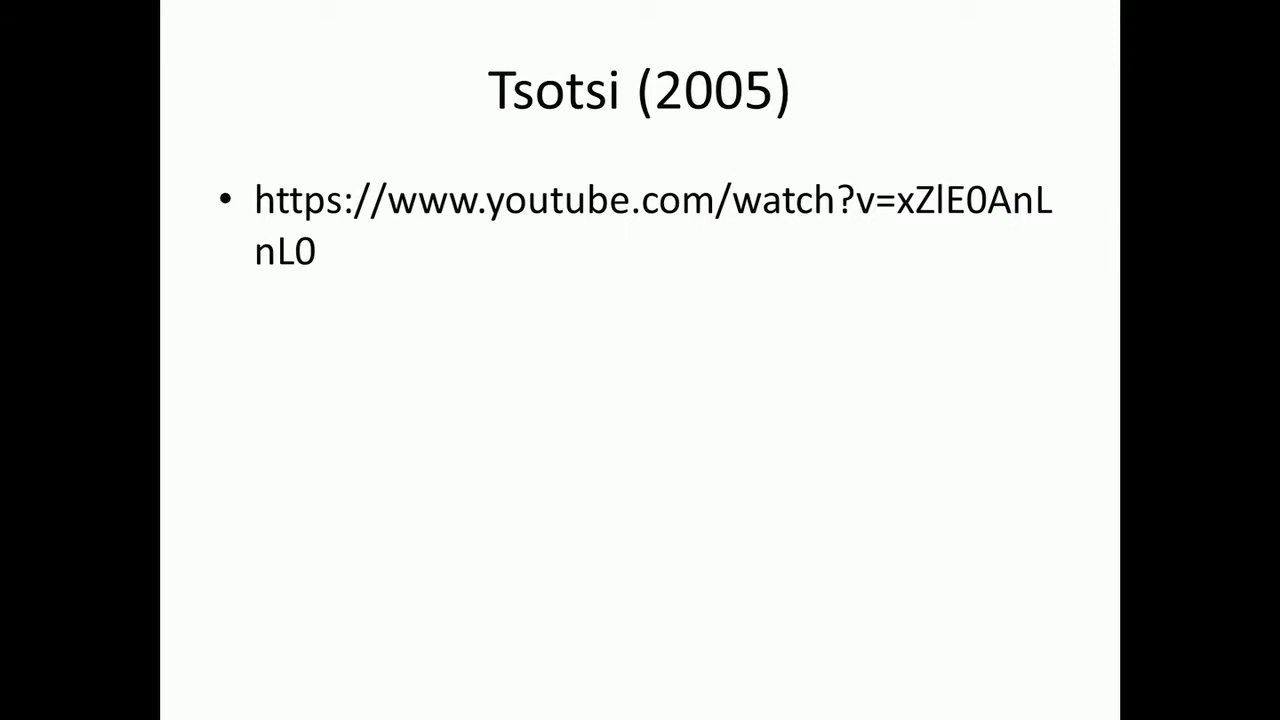 Tsotsi (2005)
• https://www.youtube.com/watch?v=xZlE0AnL
nL0